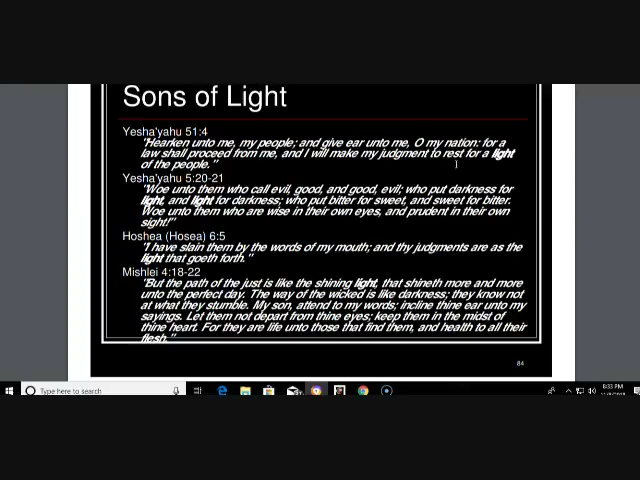 Sons of Light
Yesha'yahu 51:4
"Hearken unto me, my people; and give ear unto me, O my nation: for a
law shall proceed from me, and I will make my judgment to rest for a light
of the people."
Yesha'yahu 5:20-21
"Woe unto them who call evil, good, and good, evil; who put darkness for
light, and light for darkness; who put bitter for sweet, and sweet for bitter.
Woe unto them who are wise in their own eyes, and prudent in their own
sight!"
Hoshea (Hosea) 6:5
"I have slain them by the words of my mouth; and thy judgments are as the
light that goeth forth."
Mishlei 4:18-22
"But the path of the just is like the shining light, that shineth more and more
unto the perfect day. The way of the wicked is like darkness; they know not
at what they stumble. My son, attend to my words; incline thine ear unto my
sayings. Let them not depart from thine eyes; keep them in the midst of
thine heart. For they are life unto those that find them, and health to all their
flesh."
84
Type here to search
8:33 PM